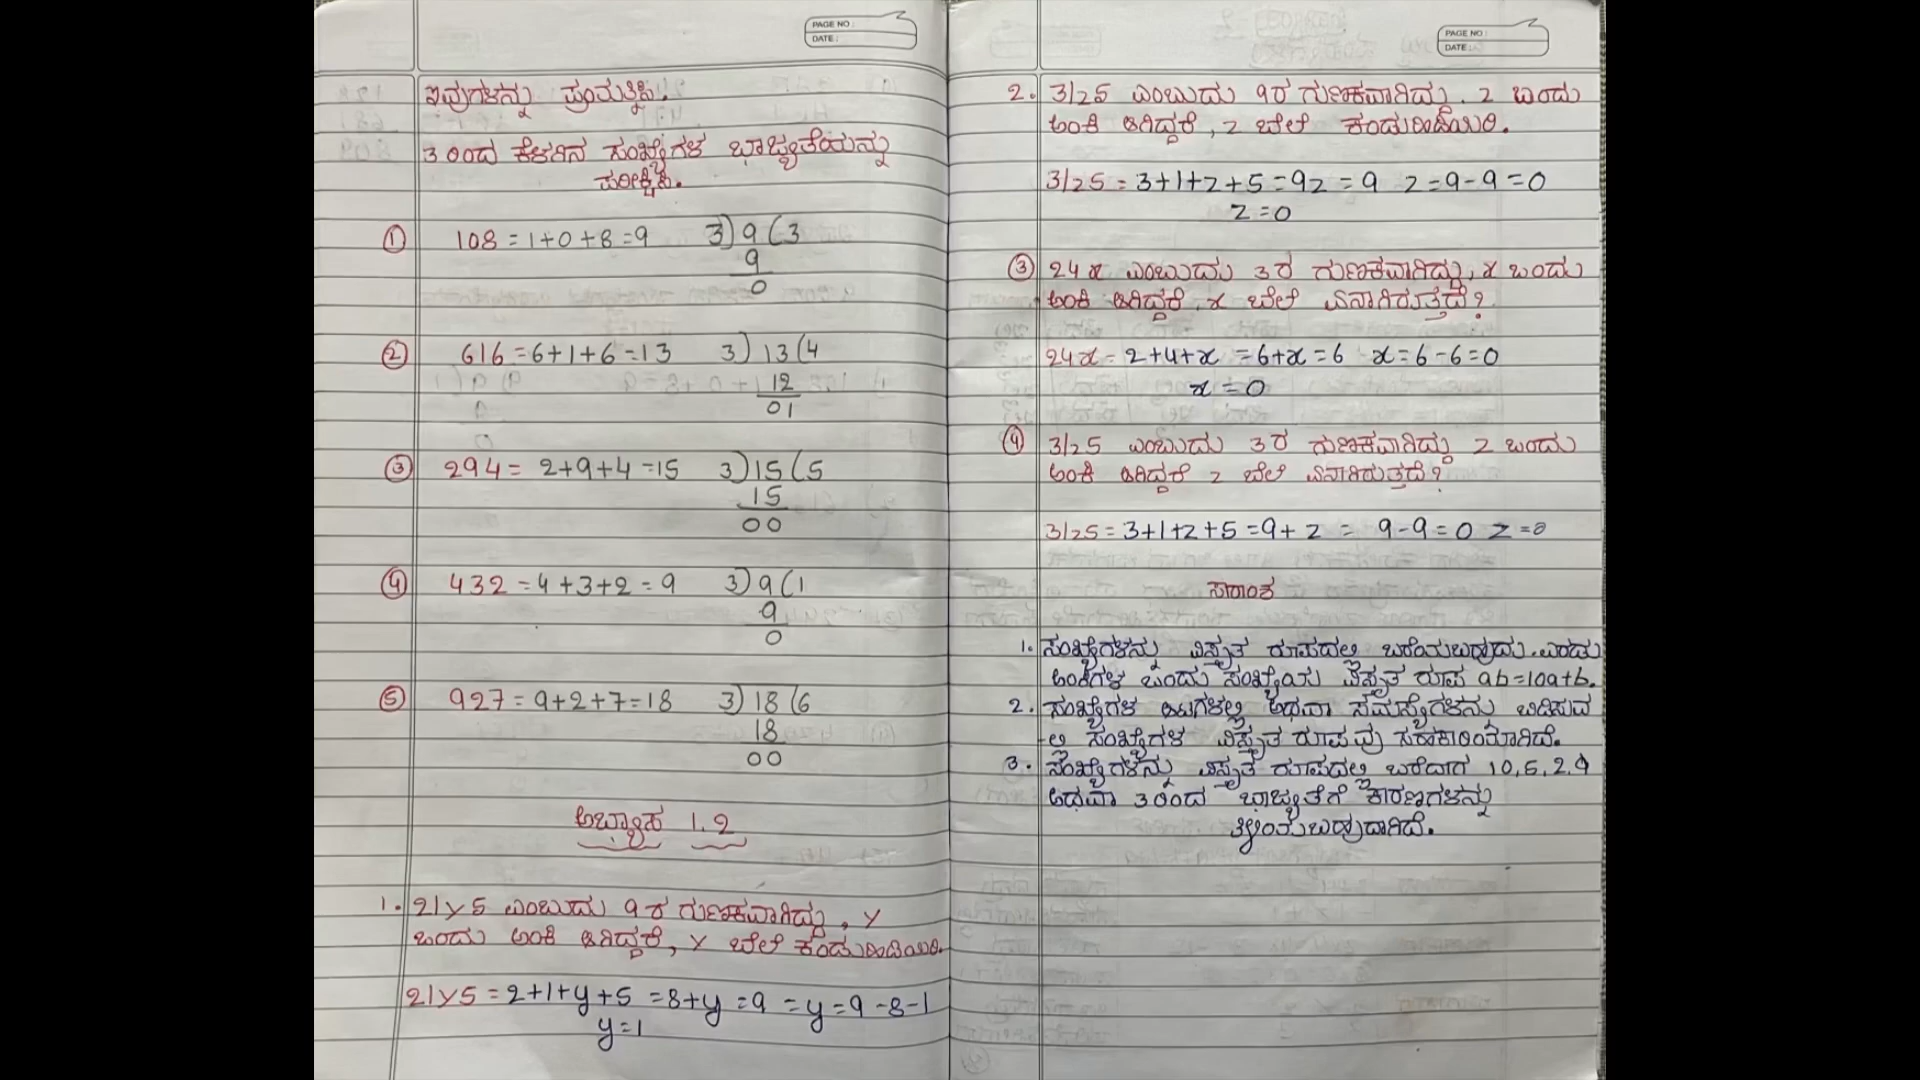 PAGE NO :
DATE :
ಇವುಗಳನ್ನು ಪ್ರಯತ್ನಿಸಿ.
3 ರಿಂದ ಕೆಳಗಿನ ಸಂಖ್ಯೆಗಳ ಭಾಜ್ಯತೆಯನ್ನು
ಪರೀಕ್ಷಿಸಿ.
① 108 = 1+0+8=9 3) 9 (3
9
0
② 616=6+1+6=13 3) 13(4
12
01
③ 294= 2+9+4=15 3)15(5
15
00
④ 432=4+3+2=9 3)9(1
9
0
⑤ 927=9+2+7=18 3)18(6
18
00
ಅಭ್ಯಾಸ 1.2
1. 21y5 ಎಂಬುದು 9ರ ಗುಣಕವಾಗಿದ್ದು, y
ಒಂದು ಅಂಕಿ ಆಗಿದ್ದರೆ, y ಬೆಲೆ ಕಂಡುಹಿಡಿಯಿರಿ.
21y5 = 2+1+y+5 =8+y =9 =y=9-8-1
y=1
PAGE NO :
DATE :
2. 31z5 ಎಂಬುದು 9ರ ಗುಣಕವಾಗಿದ್ದು. z ಒಂದು
ಅಂಕಿ ಆಗಿದ್ದರೆ, z ಬೆಲೆ ಕಂದುಹಿಡಿಯಿರಿ.
31z5 = 3+1+z+5=9z=9 z=9-9=0
z=0
③ 24x ಎಂಬುದು 3ರ ಗುಣಕವಾಗಿದ್ದು, x ಒಂದು
ಅಂಕಿ ಆಗಿದ್ದರೆ, x ಬೆಲೆ ಏನಾಗಿರುತ್ತದೆ?
24x = 2+4+x =6+x=6 x=6-6=0
x=0
④ 31z5 ಎಂಬುದು 3ರ ಗುಣಕವಾಗಿದ್ದು z ಒಂದು
ಅಂಕಿ ಆಗಿದ್ದರೆ z ಬೆಲೆ ಏನಾಗಿರುತ್ತದೆ?
31z5=3+1+z+5=9+z = 9-9=0 z=0
ಸಾರಾಂಶ
1. ಸಂಖ್ಯೆಗಳನ್ನು ವಿಸ್ತೃತ ರೂಪದಲ್ಲಿ ಬರೆಯಬಹುದು. ಎರಡು
ಅಂಕಿಗಳ ಒಂದು ಸಂಖ್ಯೆಯ ವಿಸ್ತೃತ ರೂಪ ab=10a+b.
2. ಸಂಖ್ಯೆಗಳ ಆಟಗಳಲ್ಲಿ ಅಥವಾ ಸಮಸ್ಯೆಗಳನ್ನು ಬಿಡಿಸುವ
ಲ್ಲಿ ಸಂಖ್ಯೆಗಳ ವಿಸ್ತೃತ ರೂಪವು ಸಹಕಾರಿಯಾಗಿದೆ.
3. ಸಂಖ್ಯೆಗಳನ್ನು ವಿಸ್ತೃತ ರೂಪದಲ್ಲಿ ಬರೆದಾಗ 10,5,2,9
ಅಥವಾ 3 ರಿಂದ ಭಾಜ್ಯತೆಗೆ ಕಾರಣಗಳನ್ನು
ತಿಳಿಯಬಹುದಾಗಿದೆ.